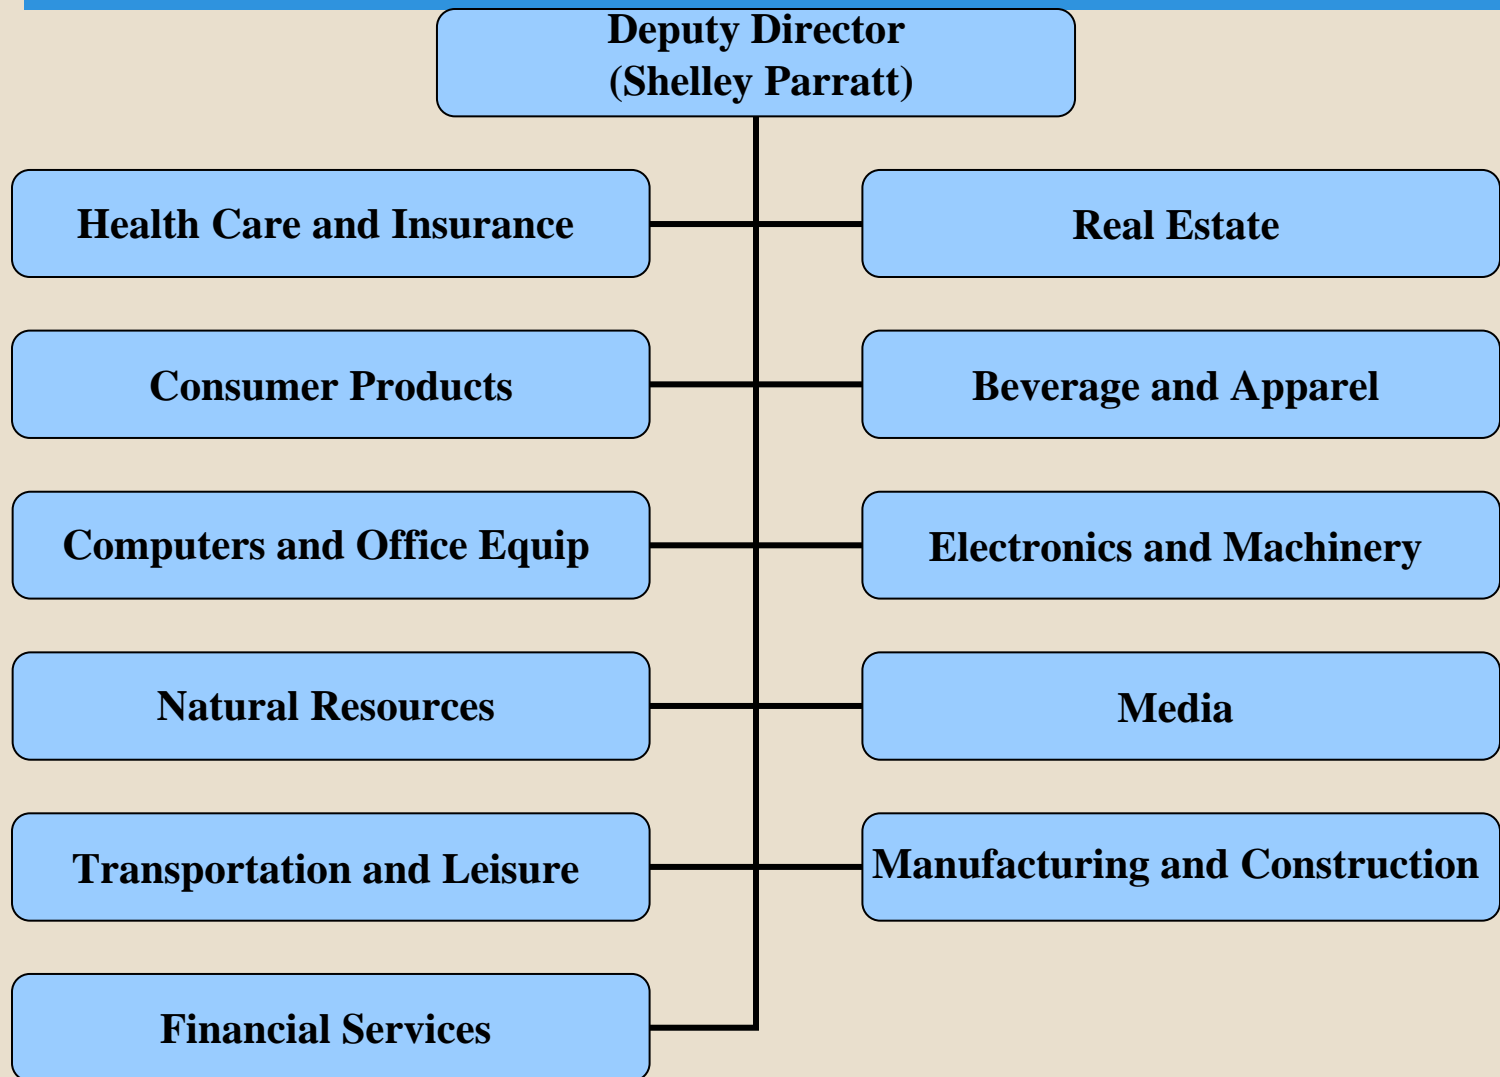 Deputy Director
(Shelley Parratt)
Health Care and Insurance
Real Estate
Consumer Products
Beverage and Apparel
Computers and Office Equip
Electronics and Machinery
Natural Resources
Media
Transportation and Leisure
Manufacturing and Construction
Financial Services